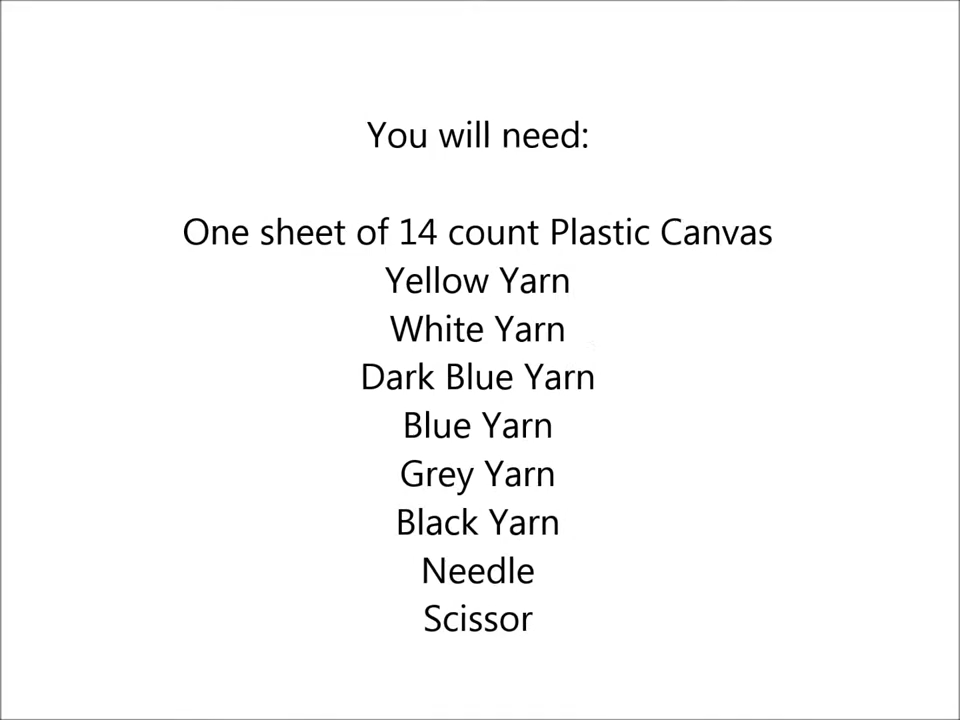 You will need:
One sheet of 14 count Plastic Canvas
Yellow Yarn
White Yarn
Dark Blue Yarn
Blue Yarn
Grey Yarn
Black Yarn
Needle
Scissor